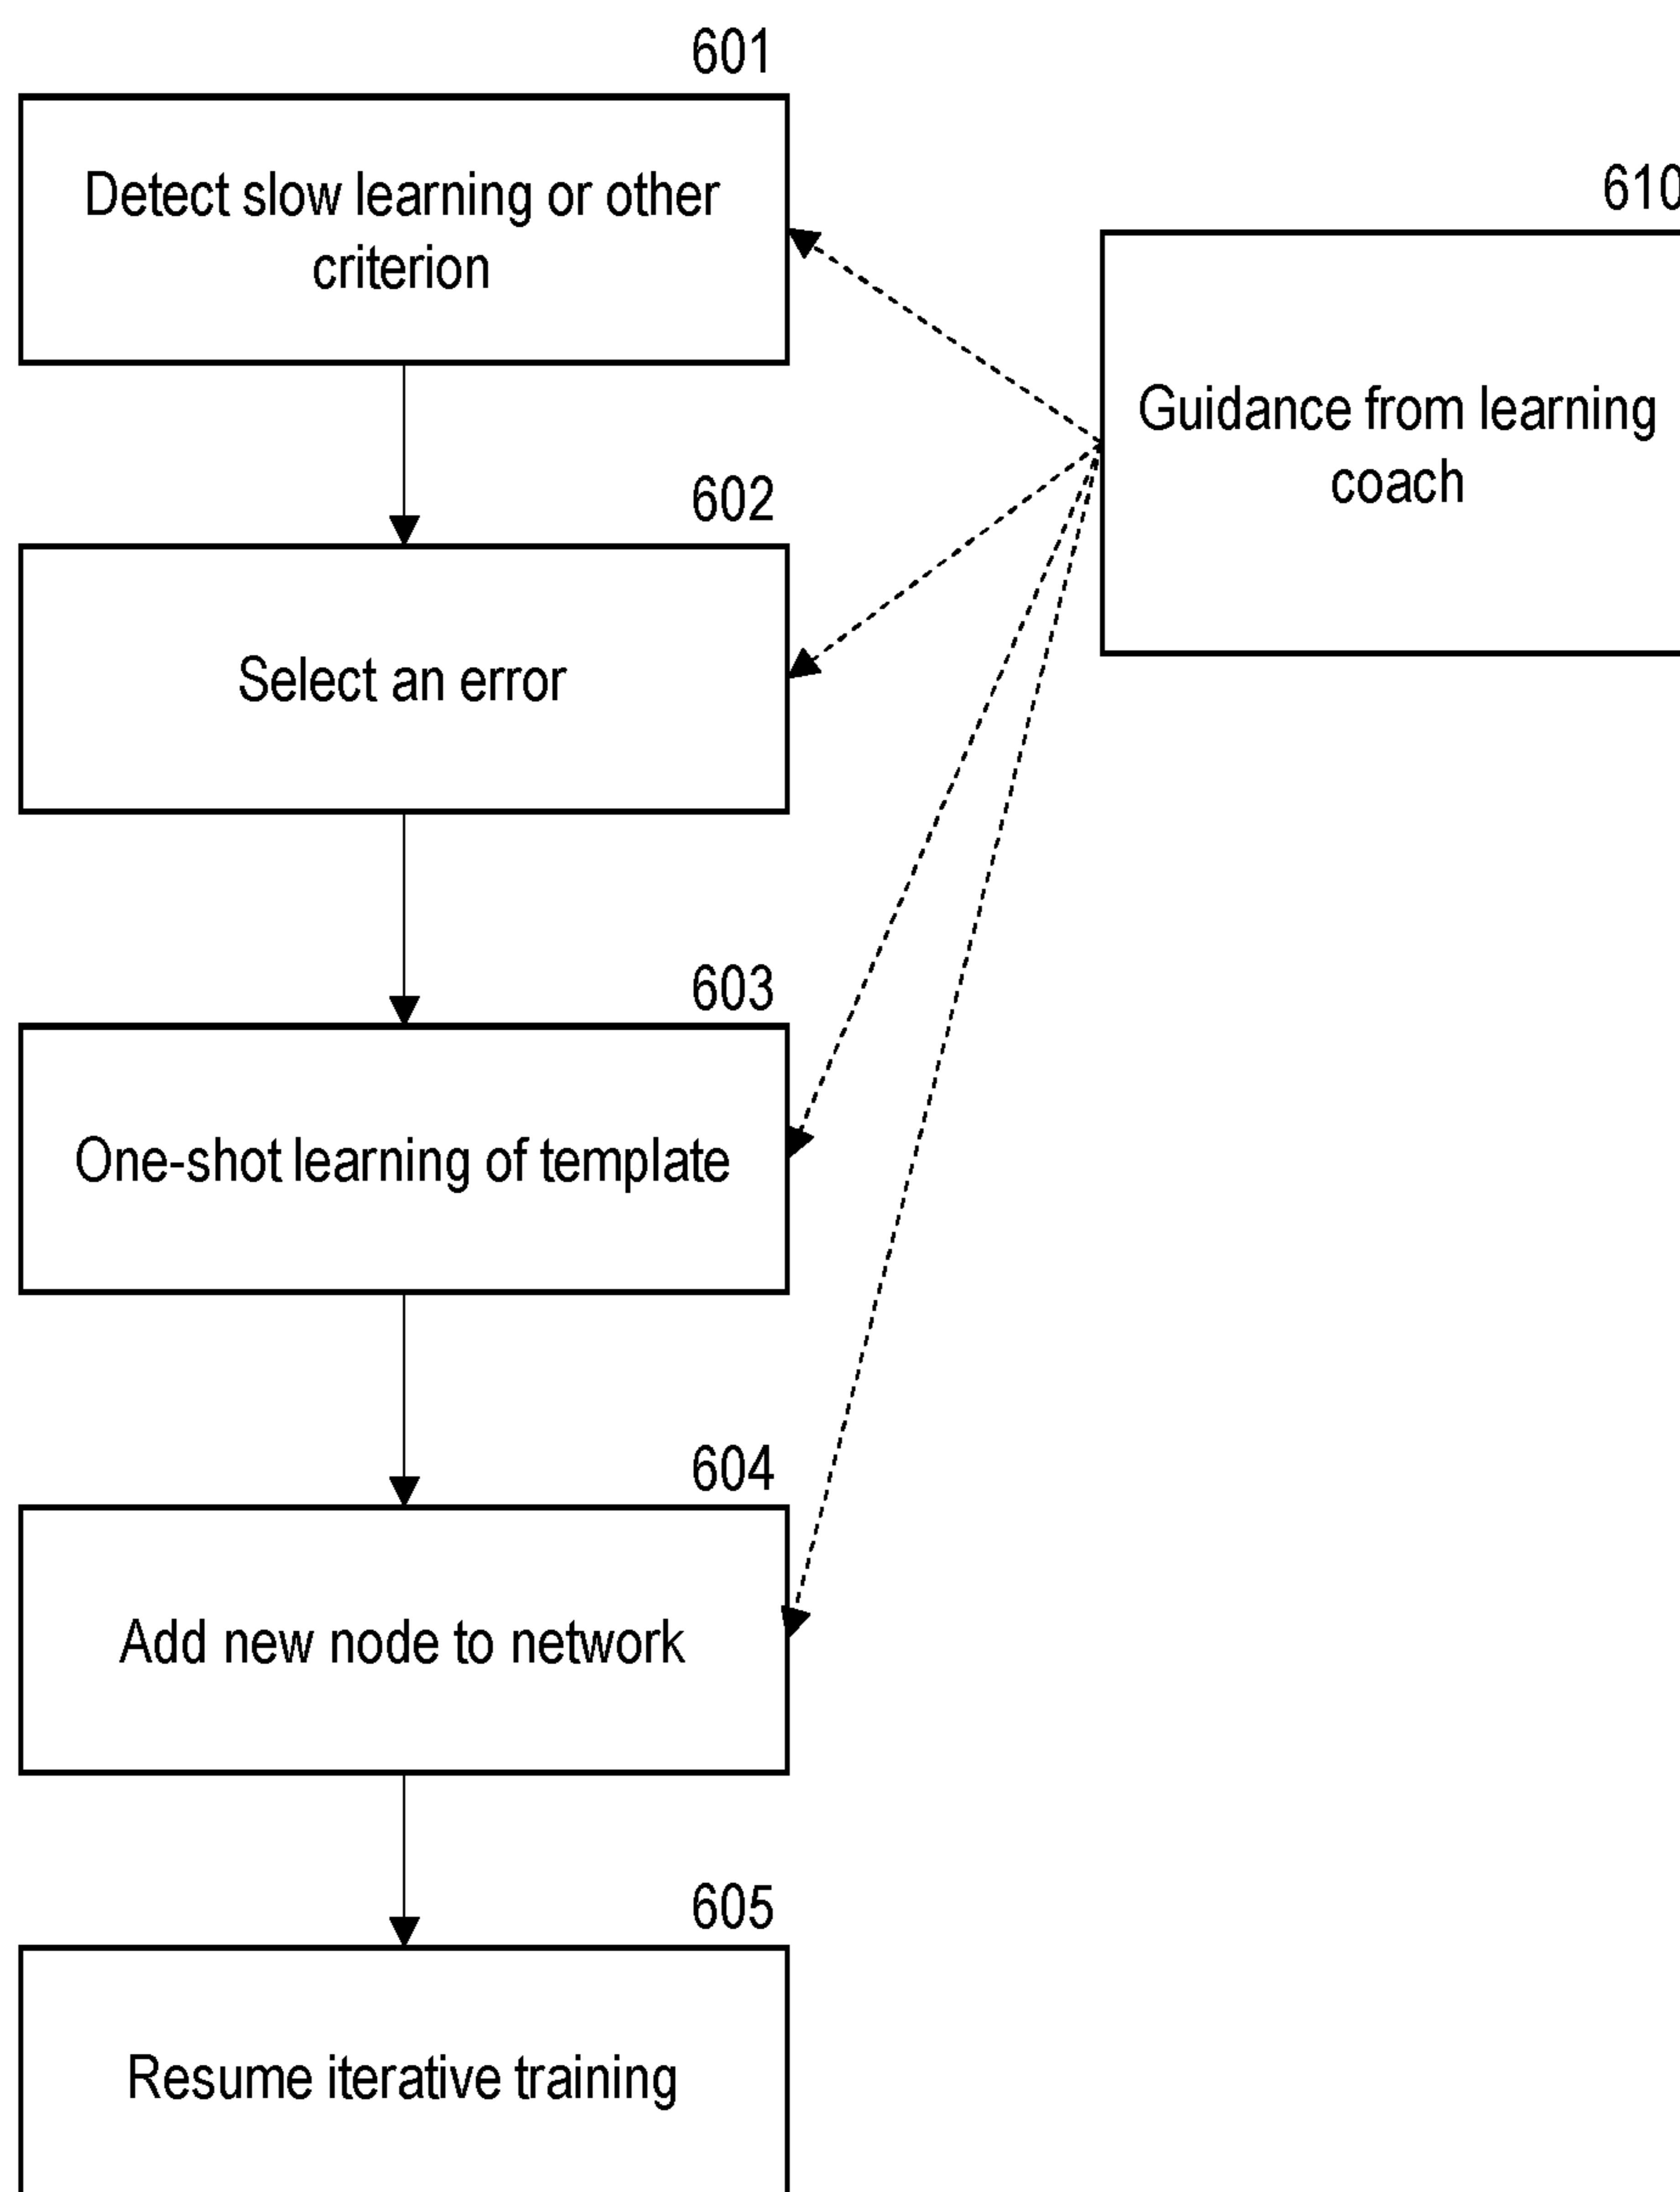 601
Detect slow learning or other
criterion
610
Guidance from learning
coach
602
Select an error
603
One-shot learning of template
604
Add new node to network
605
Resume iterative training